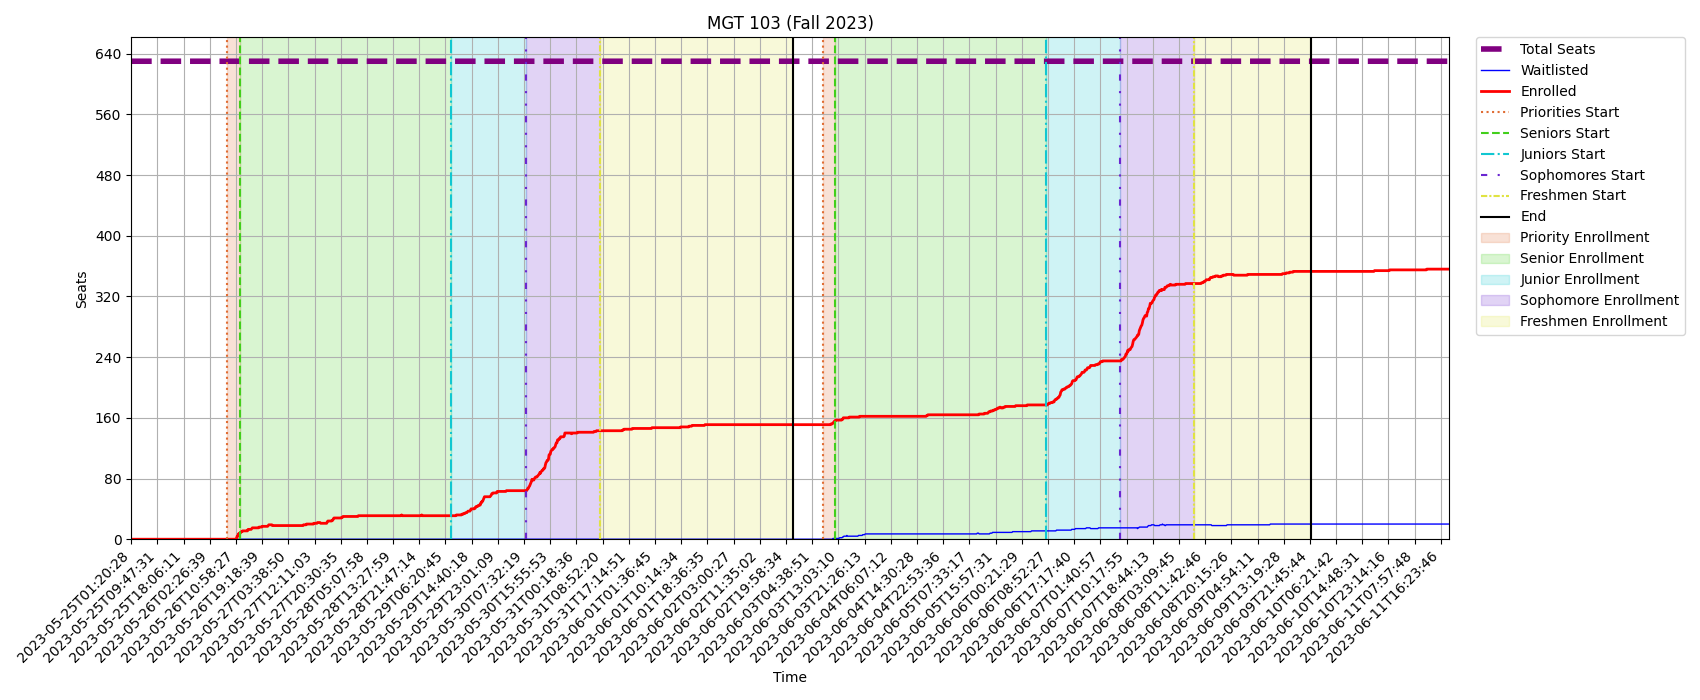 MGT 103 (Fall 2023)
640
560
480
400
320
240
160
80
0
Seats
2023-05-25T01:20:28
2023-05-25T09:47:31
2023-05-25T18:06:11
2023-05-26T02:26:39
2023-05-26T10:58:27
2023-05-26T19:18:39
2023-05-27T03:38:50
2023-05-27T12:11:03
2023-05-27T20:30:35
2023-05-28T05:07:58
2023-05-28T13:27:59
2023-05-28T21:47:14
2023-05-29T06:20:45
2023-05-29T14:40:18
2023-05-29T23:01:09
2023-05-30T07:32:19
2023-05-30T15:55:53
2023-05-31T00:18:36
2023-05-31T08:52:20
2023-05-31T17:14:51
2023-06-01T01:36:45
2023-06-01T10:14:34
2023-06-01T18:36:35
2023-06-02T03:00:27
2023-06-02T11:35:02
2023-06-02T19:58:34
2023-06-03T04:38:51
2023-06-03T13:03:10
2023-06-03T21:26:13
2023-06-04T06:07:12
2023-06-04T14:30:28
2023-06-04T22:53:36
2023-06-05T07:33:17
2023-06-05T15:57:31
2023-06-06T00:21:29
2023-06-06T08:52:27
2023-06-06T17:17:40
2023-06-07T01:40:57
2023-06-07T10:17:55
2023-06-07T18:44:13
2023-06-08T03:09:45
2023-06-08T11:42:46
2023-06-08T20:15:26
2023-06-09T04:54:11
2023-06-09T13:19:28
2023-06-09T21:45:44
2023-06-10T06:21:42
2023-06-10T14:48:31
2023-06-10T23:14:16
2023-06-11T07:57:48
2023-06-11T16:23:46
Time
Total Seats
Waitlisted
Enrolled
Priorities Start
Seniors Start
Juniors Start
Sophomores Start
Freshmen Start
End
Priority Enrollment
Senior Enrollment
Junior Enrollment
Sophomore Enrollment
Freshmen Enrollment